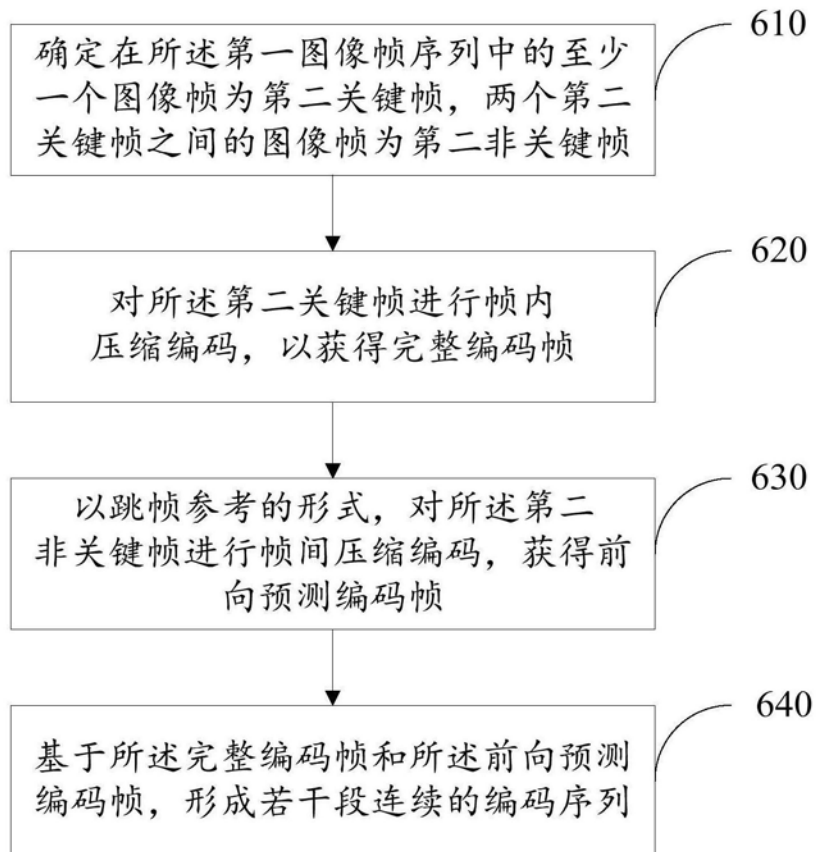 确定在所述第一图像帧序列中的至少
一个图像帧为第二关键帧，两个第二
关键帧之间的图像帧为第二非关键帧
610
对所述第二关键帧进行帧内
压缩编码，以获得完整编码帧
620
以跳帧参考的形式，对所述第二
非关键帧进行帧间压缩编码，获得前
向预测编码帧
630
基于所述完整编码帧和所述前向预测
编码帧，形成若干段连续的编码序列
640